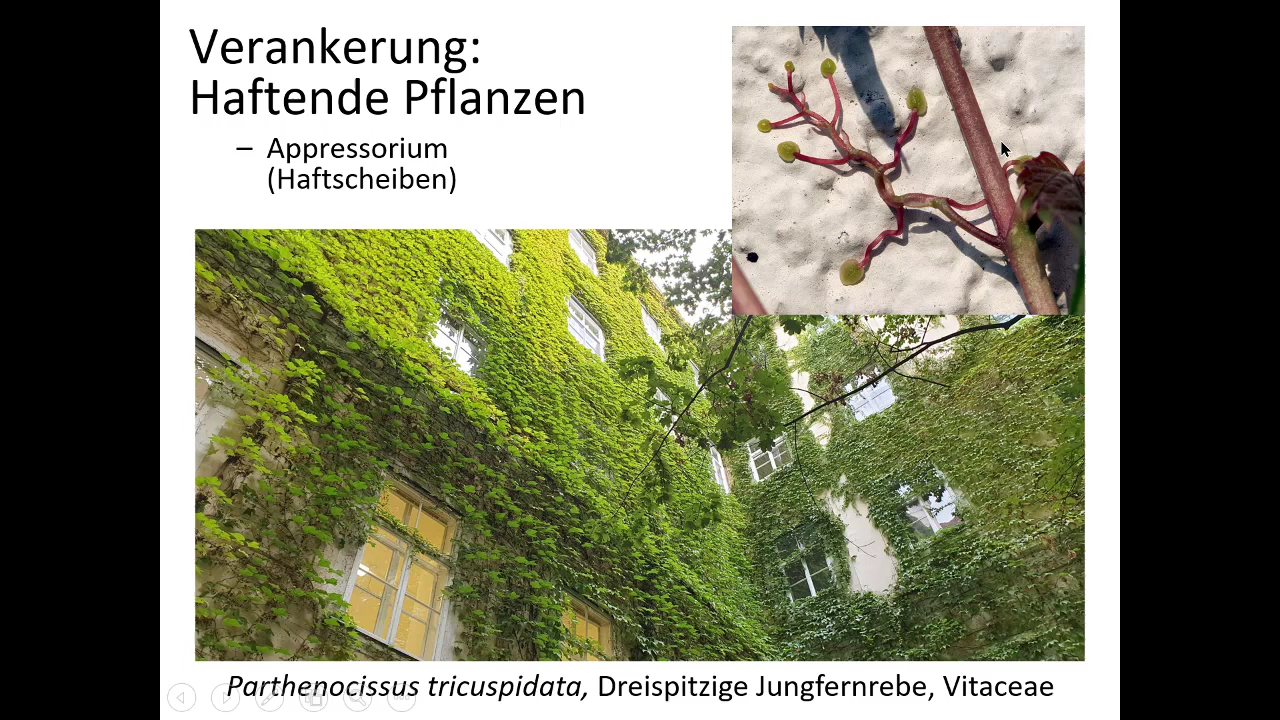 Verankerung:
Haftende Pflanzen
– Appressorium
(Haftscheiben)
Parthenocissus tricuspidata, Dreispitzige Jungfernrebe, Vitaceae